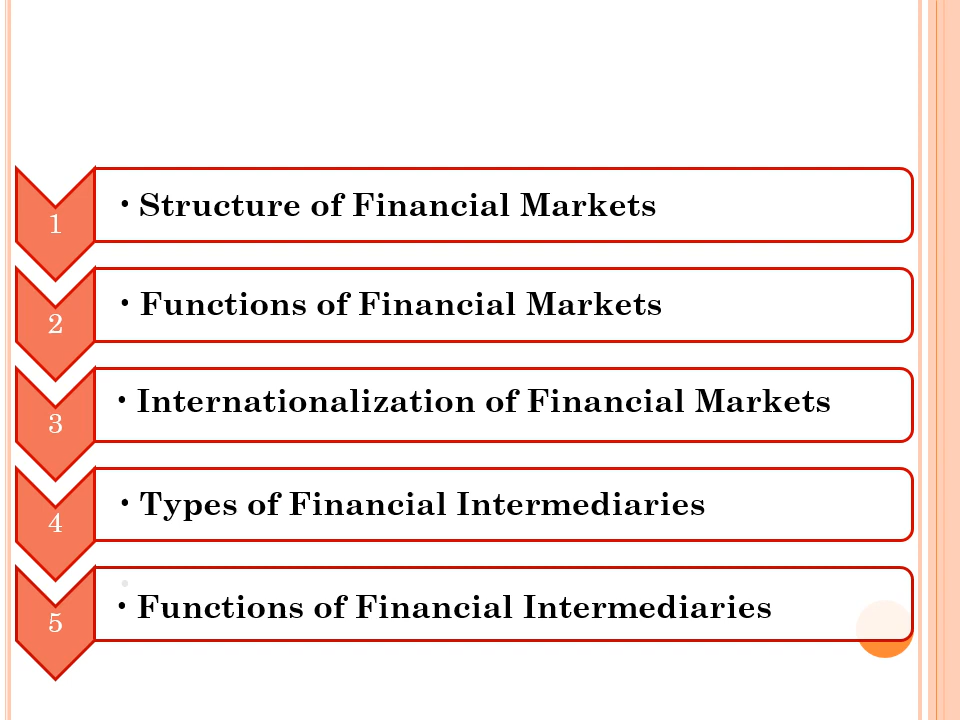 1
• Structure of Financial Markets
2
• Functions of Financial Markets
3
• Internationalization of Financial Markets
4
• Types of Financial Intermediaries
5
• Functions of Financial Intermediaries